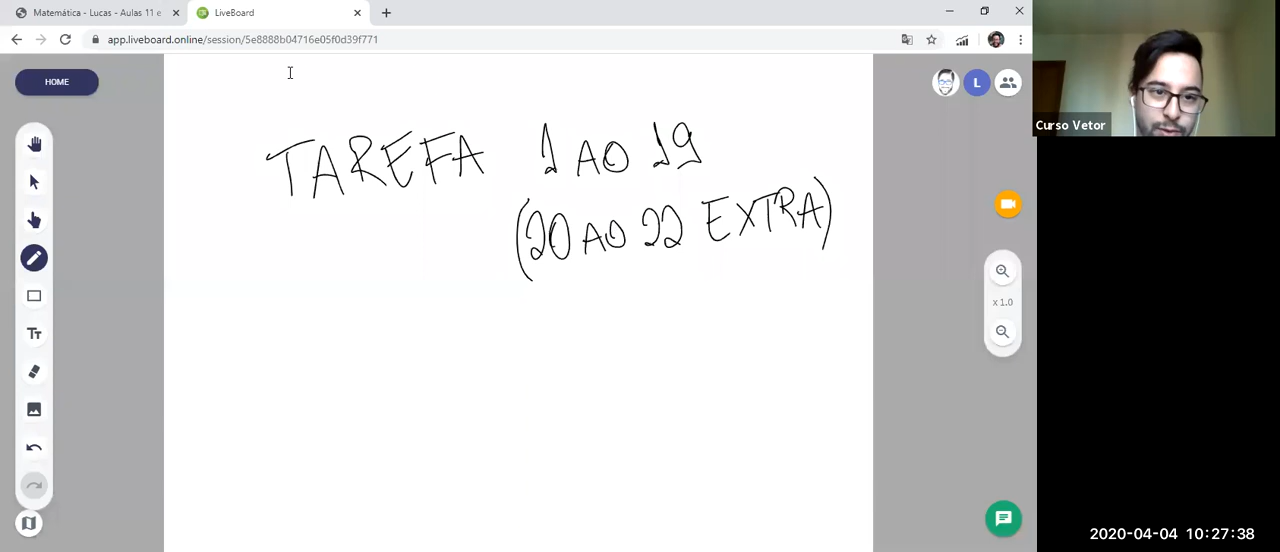 Matemática - Lucas - Aulas 11 e
LiveBoard
app.liveboard.online/session/5e8888b04716e05f0d39f771
HOME
L
TAREFA 1 AO 19
(20 AO 22 EXTRA)
TT
x 1.0
Curso Vetor
2020-04-04 10:27:38